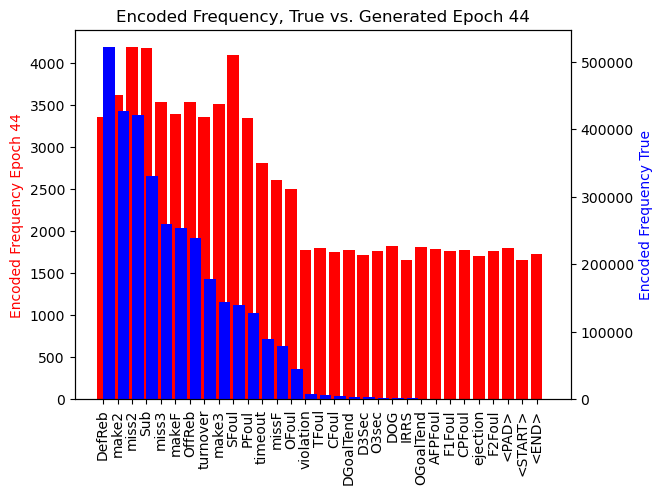 Encoded Frequency, True vs. Generated Epoch 44
Encoded Frequency Epoch 44
4000
3500
3000
2500
2000
1500
1000
500
0
500000
400000
300000
200000
100000
0
Encoded Frequency True
DefReb
make2
miss2
Sub
miss3
makeF
OffReb
turnover
make3
SFoul
PFoul
timeout
missF
OFoul
violation
TFoul
CFoul
DGoalTend
D3Sec
O3sec
DOG
IRRS
OGoalTend
AFPFoul
F1Foul
CPFoul
ejection
F2Foul
<PAD>
<START>
<END>